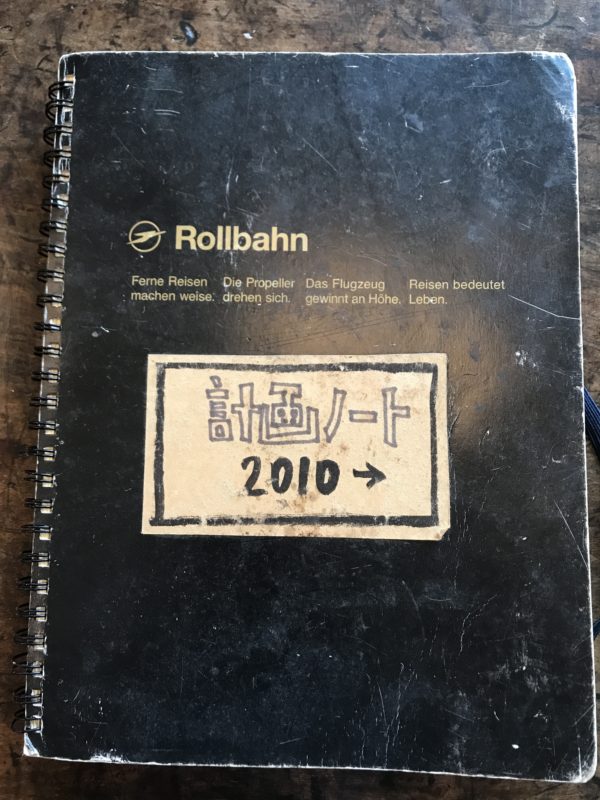 Rollbahn
Ferne Reisen machen weise.
Die Propeller drehen sich.
Das Flugzeug gewinnt an Höhe.
Reisen bedeutet Leben.
計画ノート
2010→